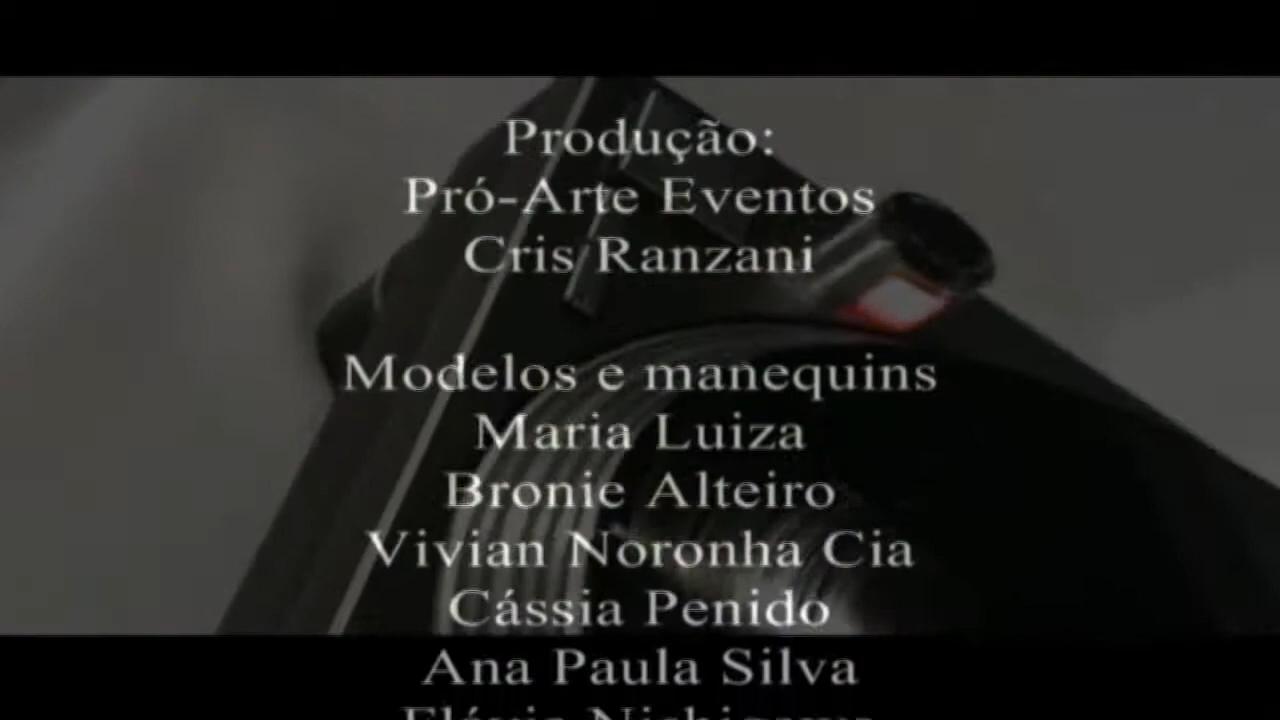 Produção:
Pró-Arte Eventos
Cris Ranzani
Modelos e manequins
Maria Luiza
Bronie Alteiro
Vivian Noronha Cia
Cássia Penido
Ana Paula Silva